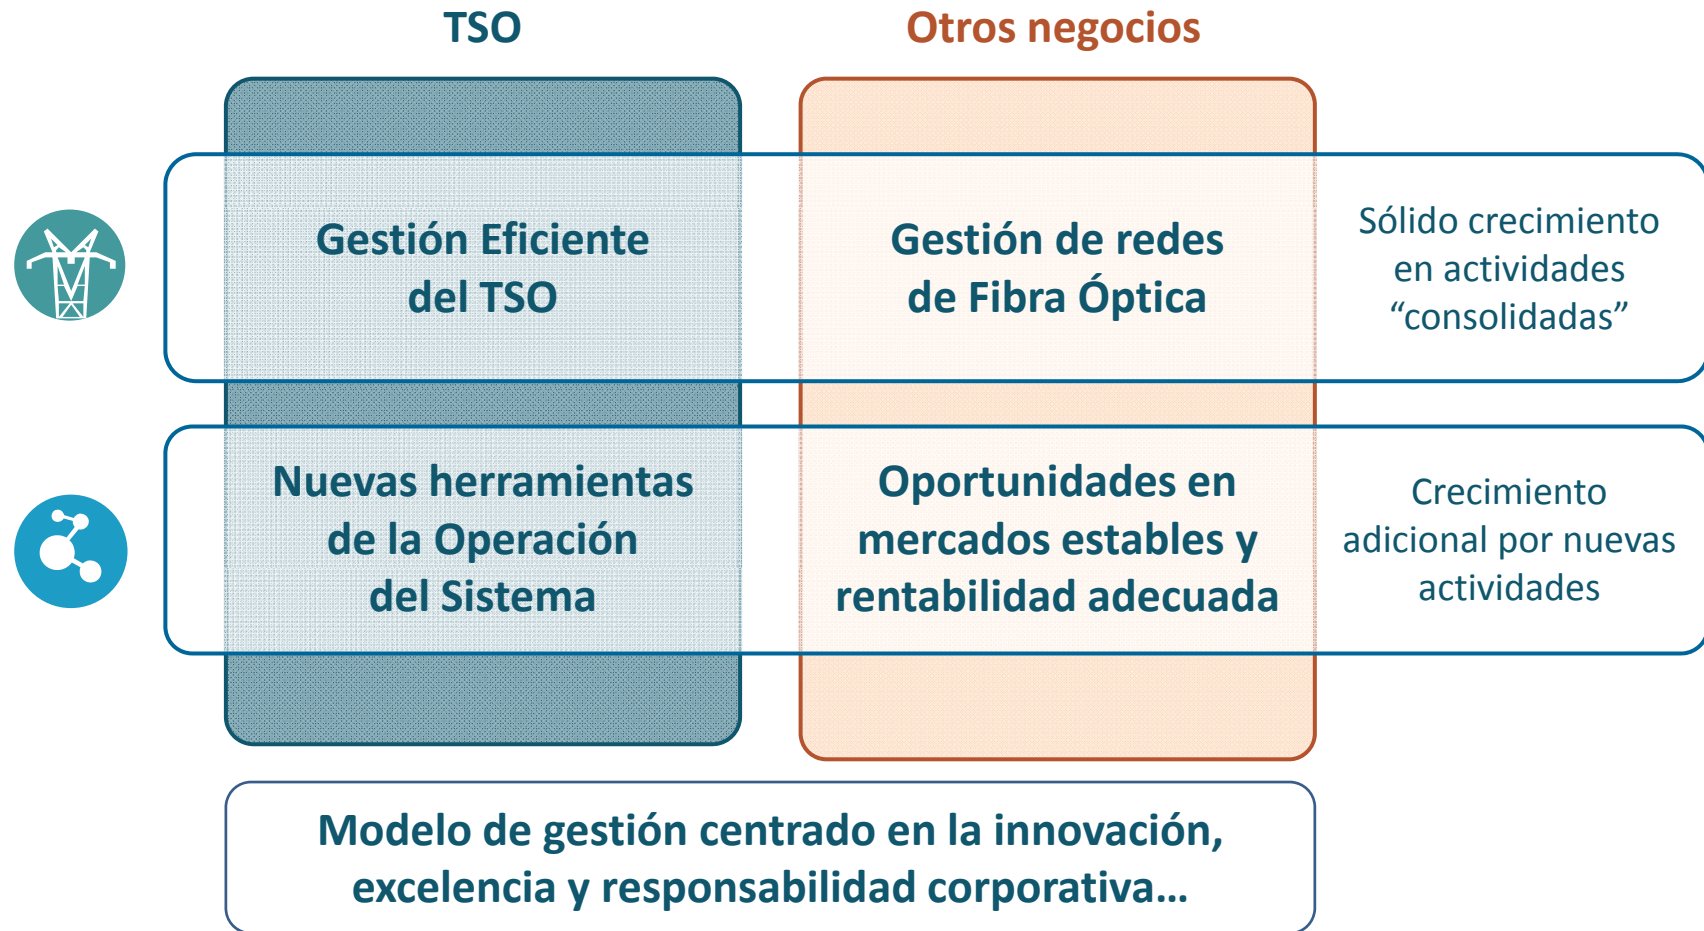 TSO
Otros negocios
Gestión Eficiente
del TSO
Gestión de redes
de Fibra Óptica
Sólido crecimiento
en actividades
“consolidadas”
Nuevas herramientas
de la Operación
del Sistema
Oportunidades en
mercados estables y
rentabilidad adecuada
Crecimiento
adicional por nuevas
actividades
Modelo de gestión centrado en la innovación,
excelencia y responsabilidad corporativa…